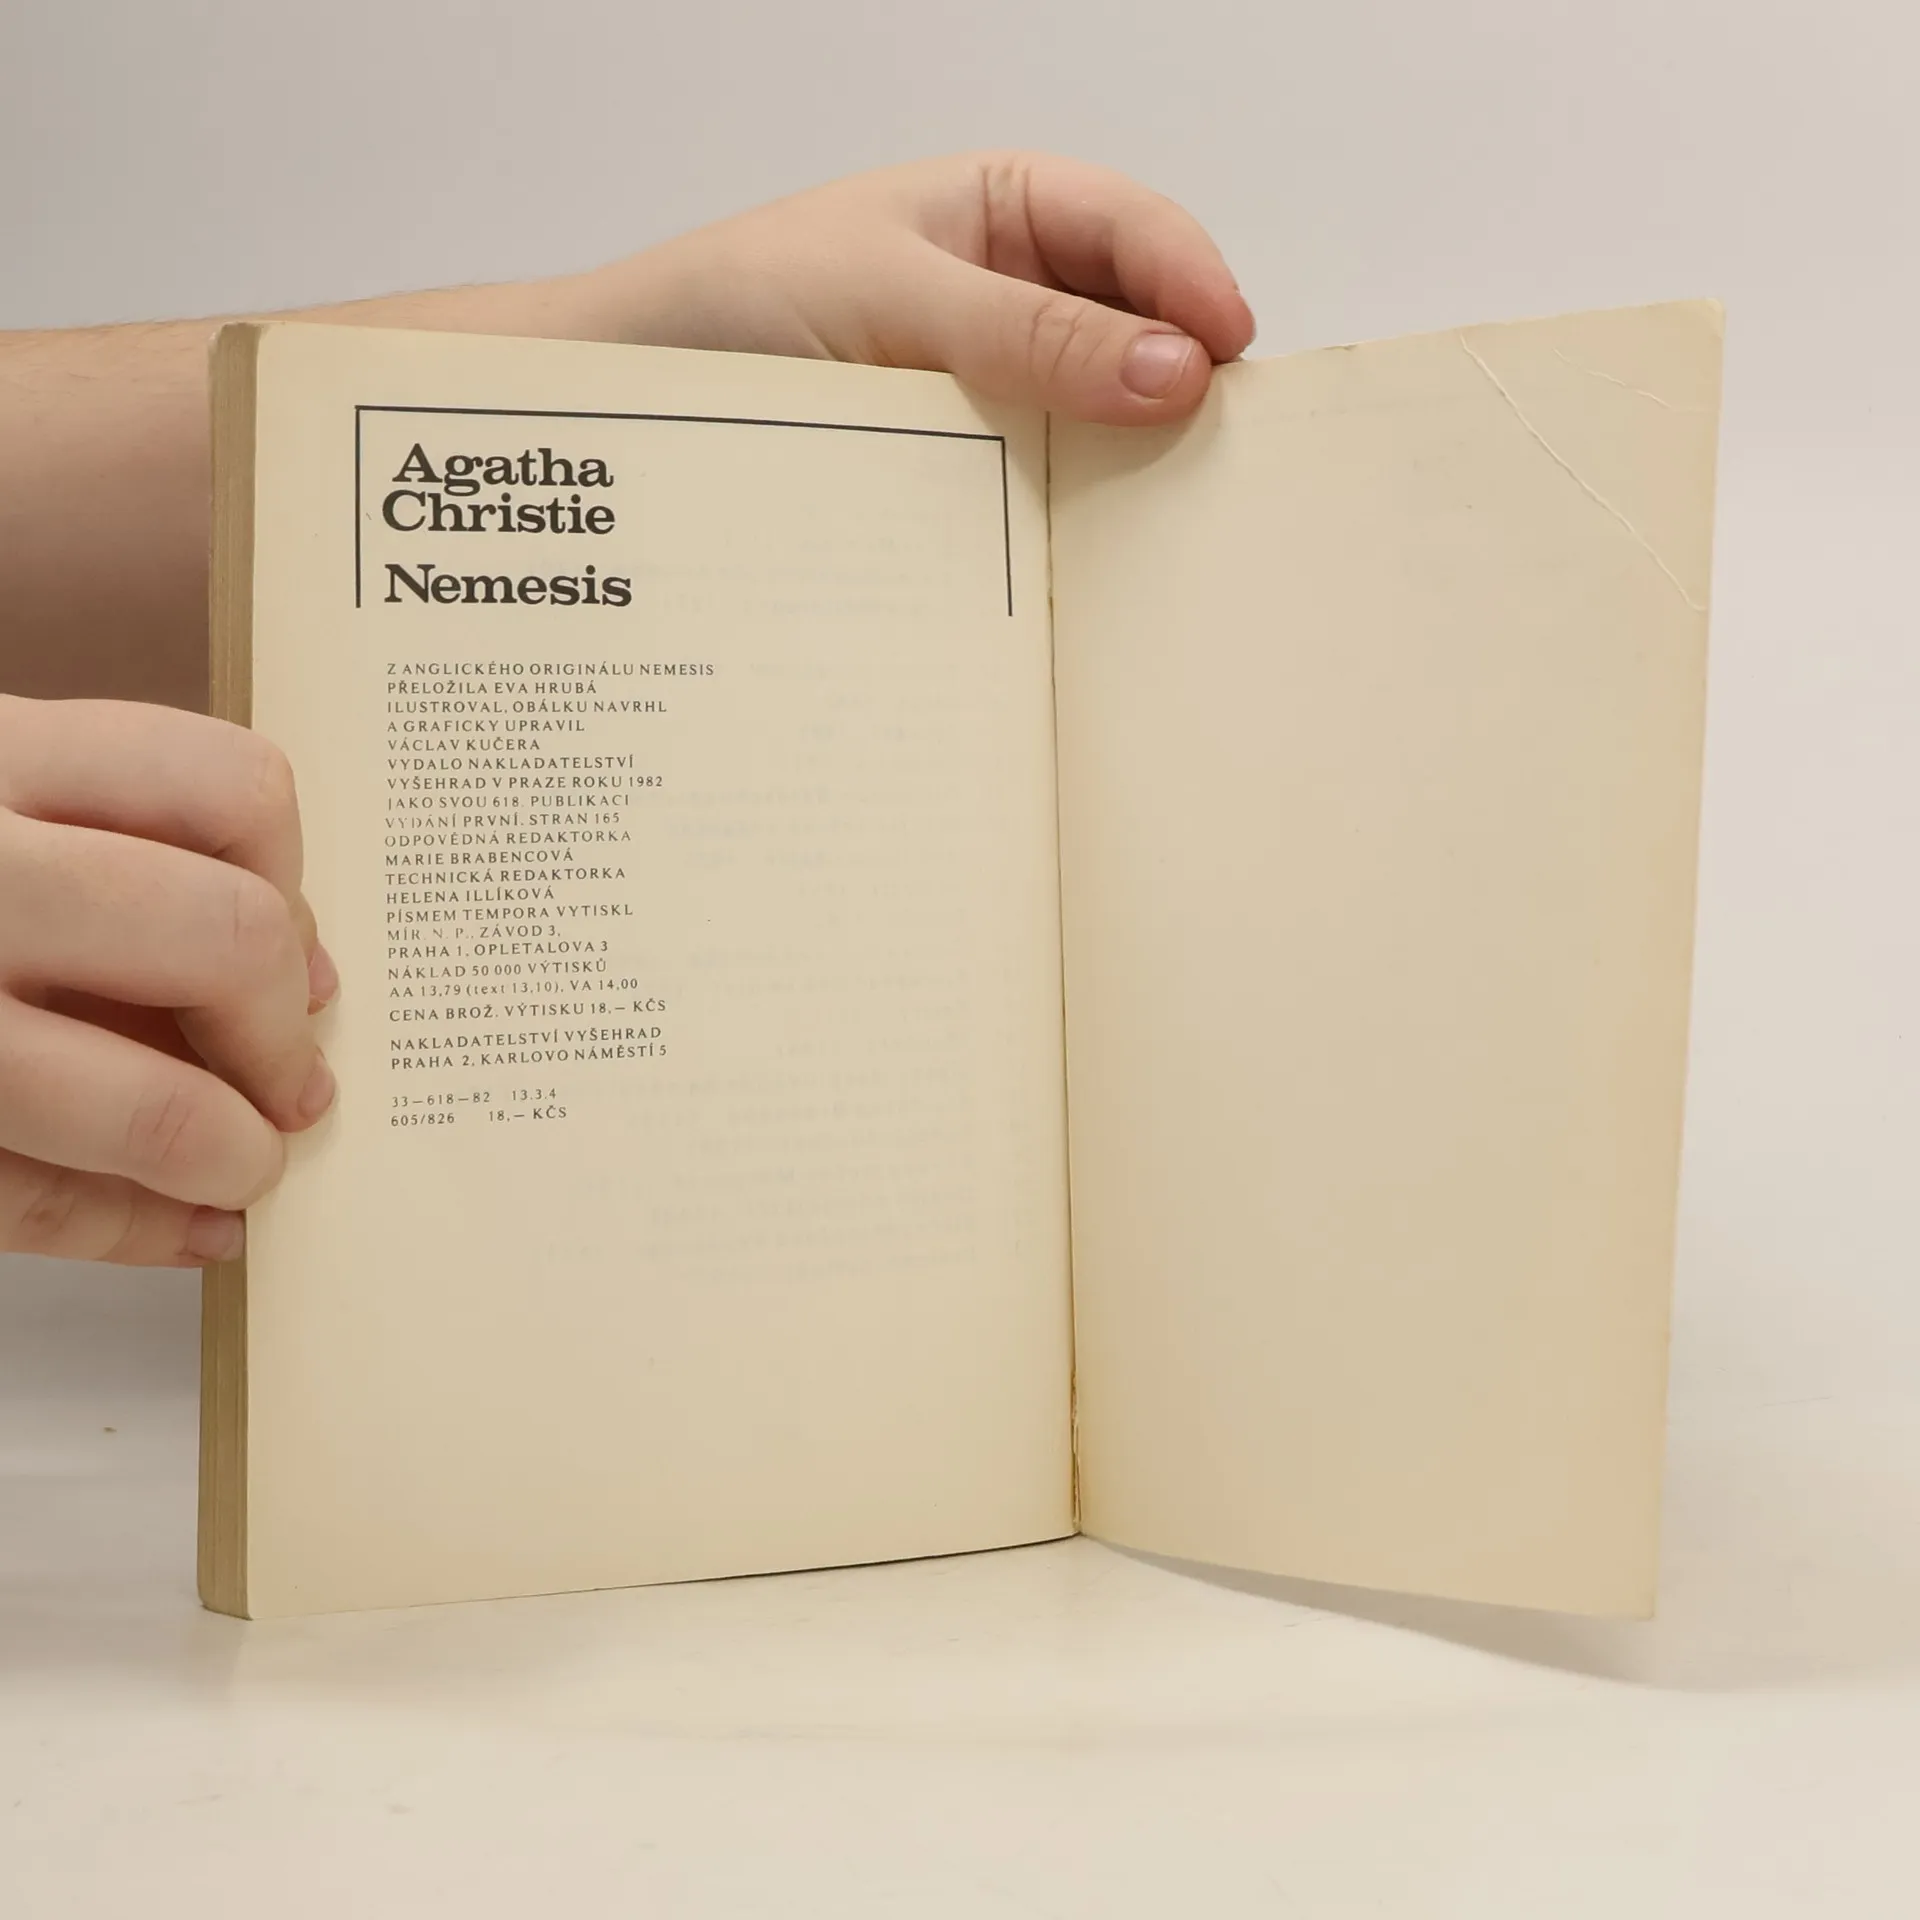 Agatha
Christie
Nemesis
Z ANGLICKÉHO ORIGINÁLU NEMESIS
PŘELOŽILA EVA HRUBÁ
ILUSTROVAL, OBÁLKU NAVRHL
A GRAFICKY UPRAVIL
VÁCLAV KUČERA
VYDALO NAKLADATELSTVÍ
VYŠEHRAD V PRAZE ROKU 1982
JAKO SVOU 618. PUBLIKACI
VYDÁNÍ PRVNÍ. STRAN 165
ODPOVĚDNÁ REDAKTORKA
MARIE BRABENCOVÁ
TECHNICKÁ REDAKTORKA
HELENA ILLÍKOVÁ
PÍSMEM TEMPORA VYTISKL
MÍR, N. P., ZÁVOD 3,
PRAHA 1, OPLETALOVA 3
NÁKLAD 50 000 VÝTISKŮ
AA 13,79 (text 13,10), VA 14,00
CENA BROŽ. VÝTISKU 18,— KČS
NAKLADATELSTVÍ VYŠEHRAD
PRAHA 2, KARLOVO NÁMĚSTÍ 5
33—618—82 13.3.4
605/826 18,— KČS